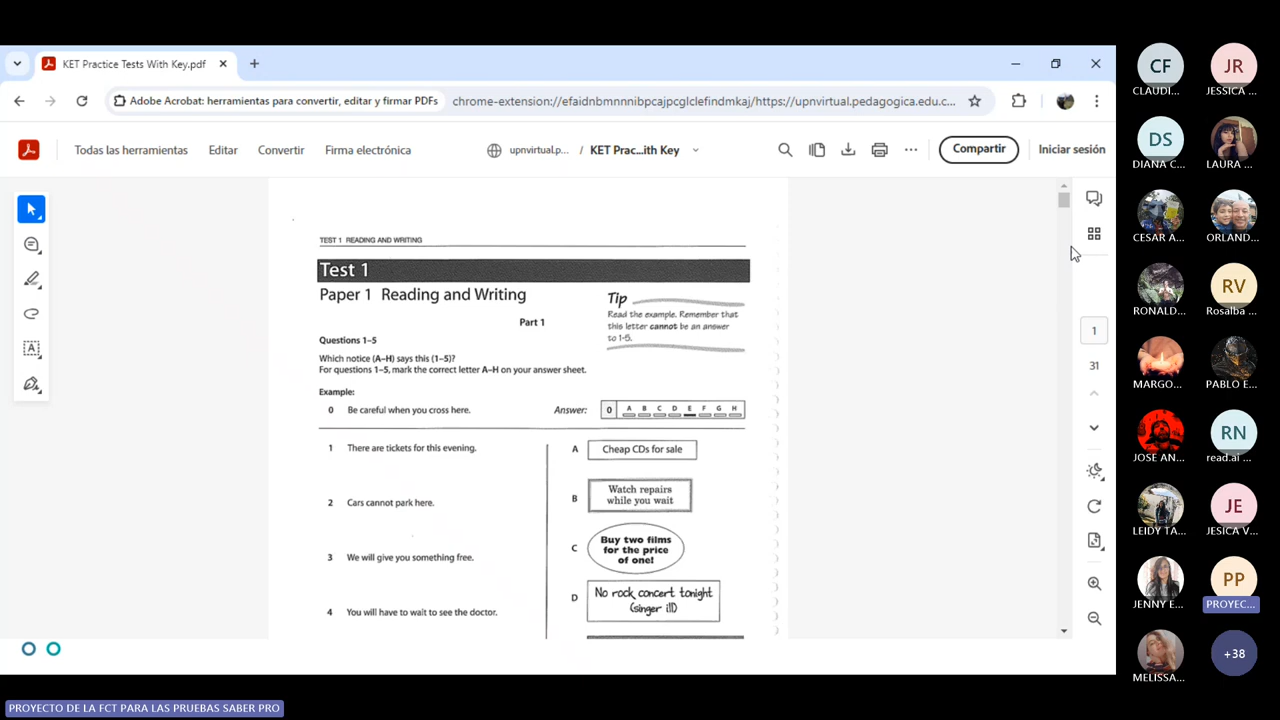 KET Practice Tests With Key.pdf
Adobe Acrobat: herramientas para convertir, editar y firmar PDFs
chrome-extension://efaidnbmnnnibpcajpcglclefindmkaj/https://upnvirtual.pedagogica.edu.c...
Todas las herramientas
Editar
Convertir
Firma electrónica
upnvirtual.p...
/
KET Prac...ith Key
Compartir
Iniciar sesión
TEST 1 READING AND WRITING
Test 1
Paper 1 Reading and Writing
Part 1
Tip
Read the example. Remember that
this letter cannot be an answer
to 1-5.
Questions 1–5
Which notice (A–H) says this (1–5)?
For questions 1–5, mark the correct letter A–H on your answer sheet.
Example:
0 Be careful when you cross here.
Answer:
0 A B C D E F G H
1 There are tickets for this evening.
2 Cars cannot park here.
3 We will give you something free.
4 You will have to wait to see the doctor.
A Cheap CDs for sale
B Watch repairs
while you wait
C Buy two films
for the price
of one!
D No rock concert tonight
(singer ill)
1
31
CF
CLAUDI...
JR
JESSICA ...
DS
DIANA C...
LAURA ...
CESAR A...
ORLAND...
RONALD...
RV
Rosalba ...
MARGO...
PABLO E...
JOSE AN...
RN
read.ai ...
LEIDY TA...
JE
JESICA V...
JENNY E...
PP
PROYEC...
MELISSA...
+38
PROYECTO DE LA FCT PARA LAS PRUEBAS SABER PRO